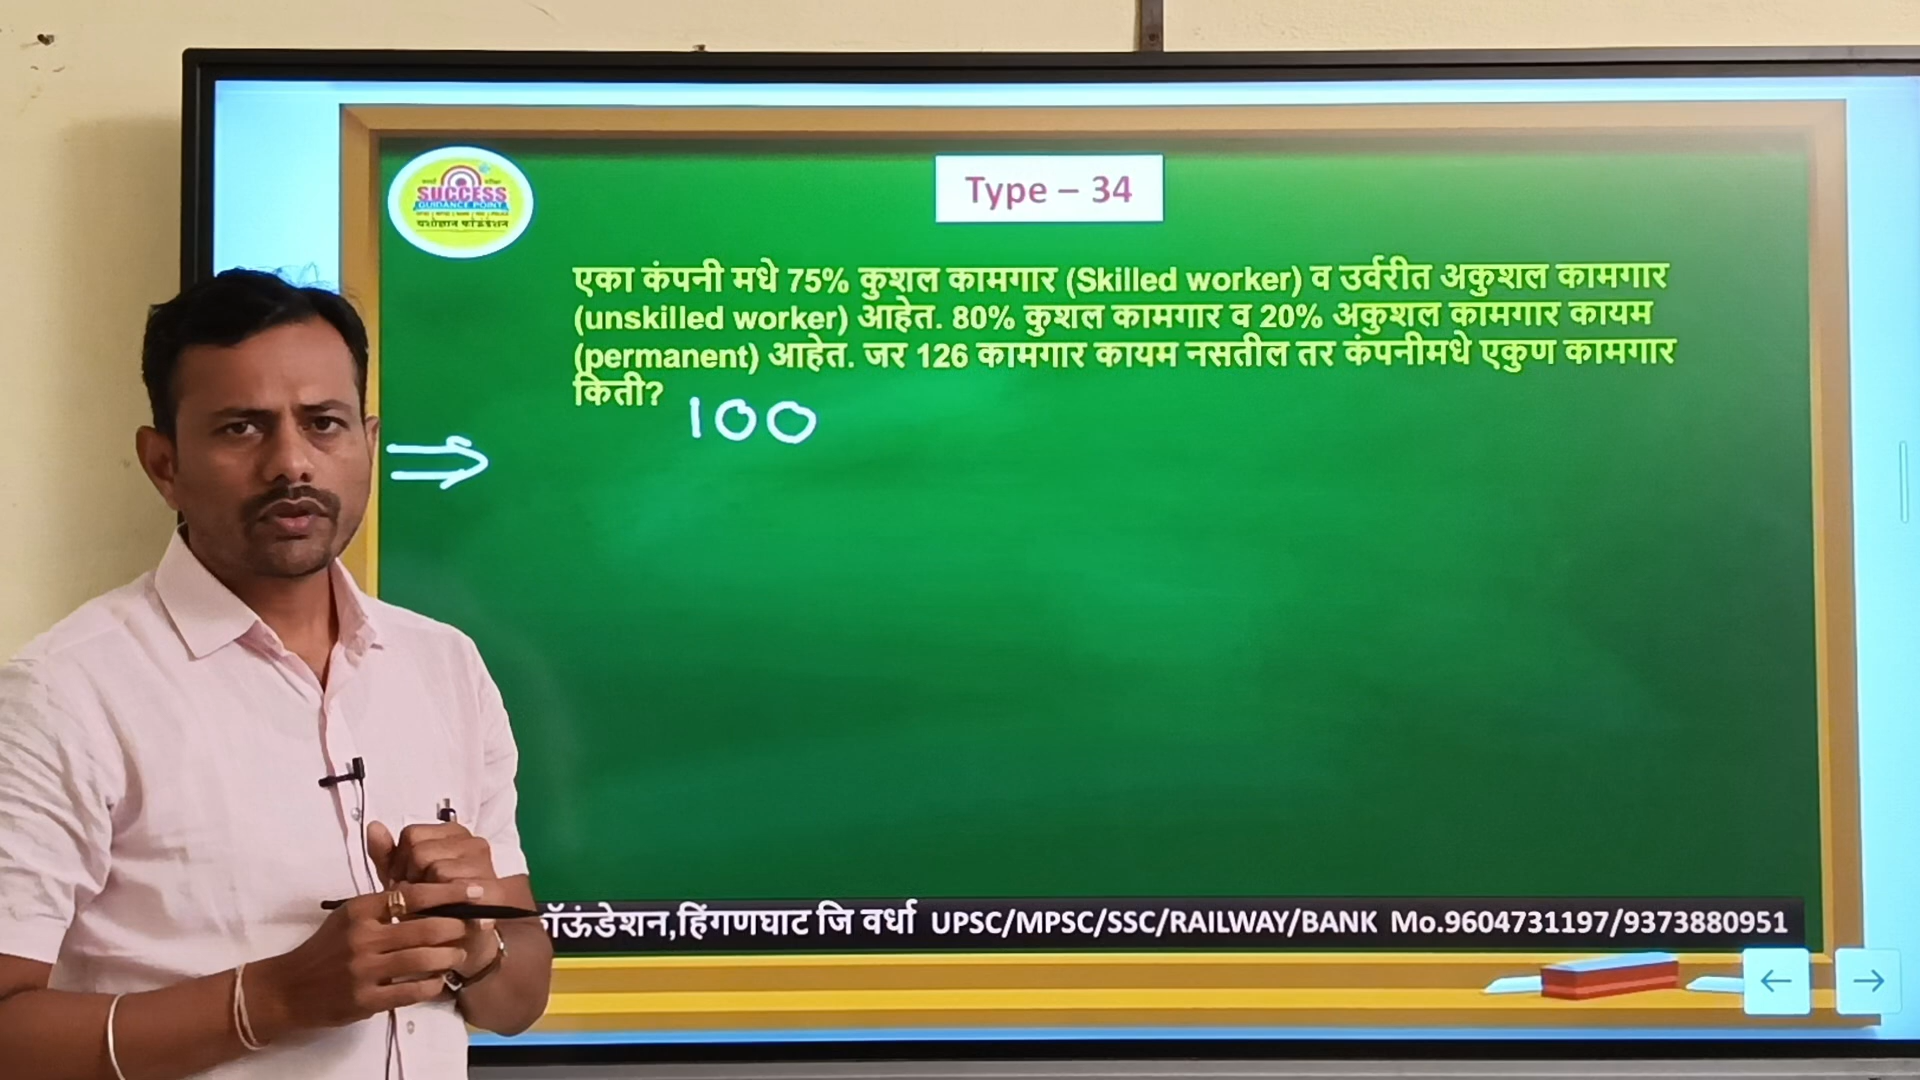 SUCCESS
GUIDANCE POINT
Type – 34
एका कंपनी मधे 75% कुशल कामगार (Skilled worker) व उर्वरीत अकुशल कामगार
(unskilled worker) आहेत. 80% कुशल कामगार व 20% अकुशल कामगार कायम
(permanent) आहेत. जर 126 कामगार कायम नसतील तर कंपनीमधे एकुण कामगार
किती?
100
हिंगणघाट जि वर्धा UPSC/MPSC/SSC/RAILWAY/BANK Mo.9604731197/9373880951